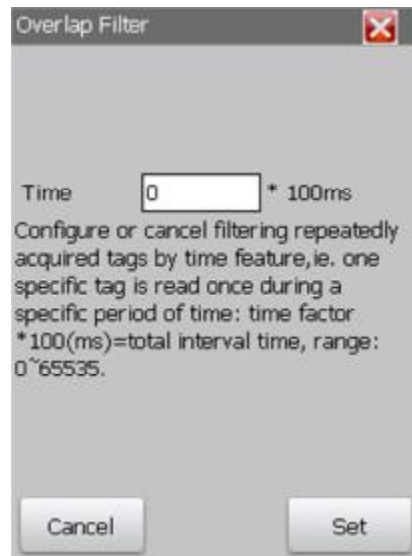 Overlap Filter
Time 0 * 100ms
Configure or cancel filtering repeatedly
acquired tags by time feature,ie. one
specific tag is read once during a
specific period of time: time factor
*100(ms)=total interval time, range:
0~65535.
Cancel Set